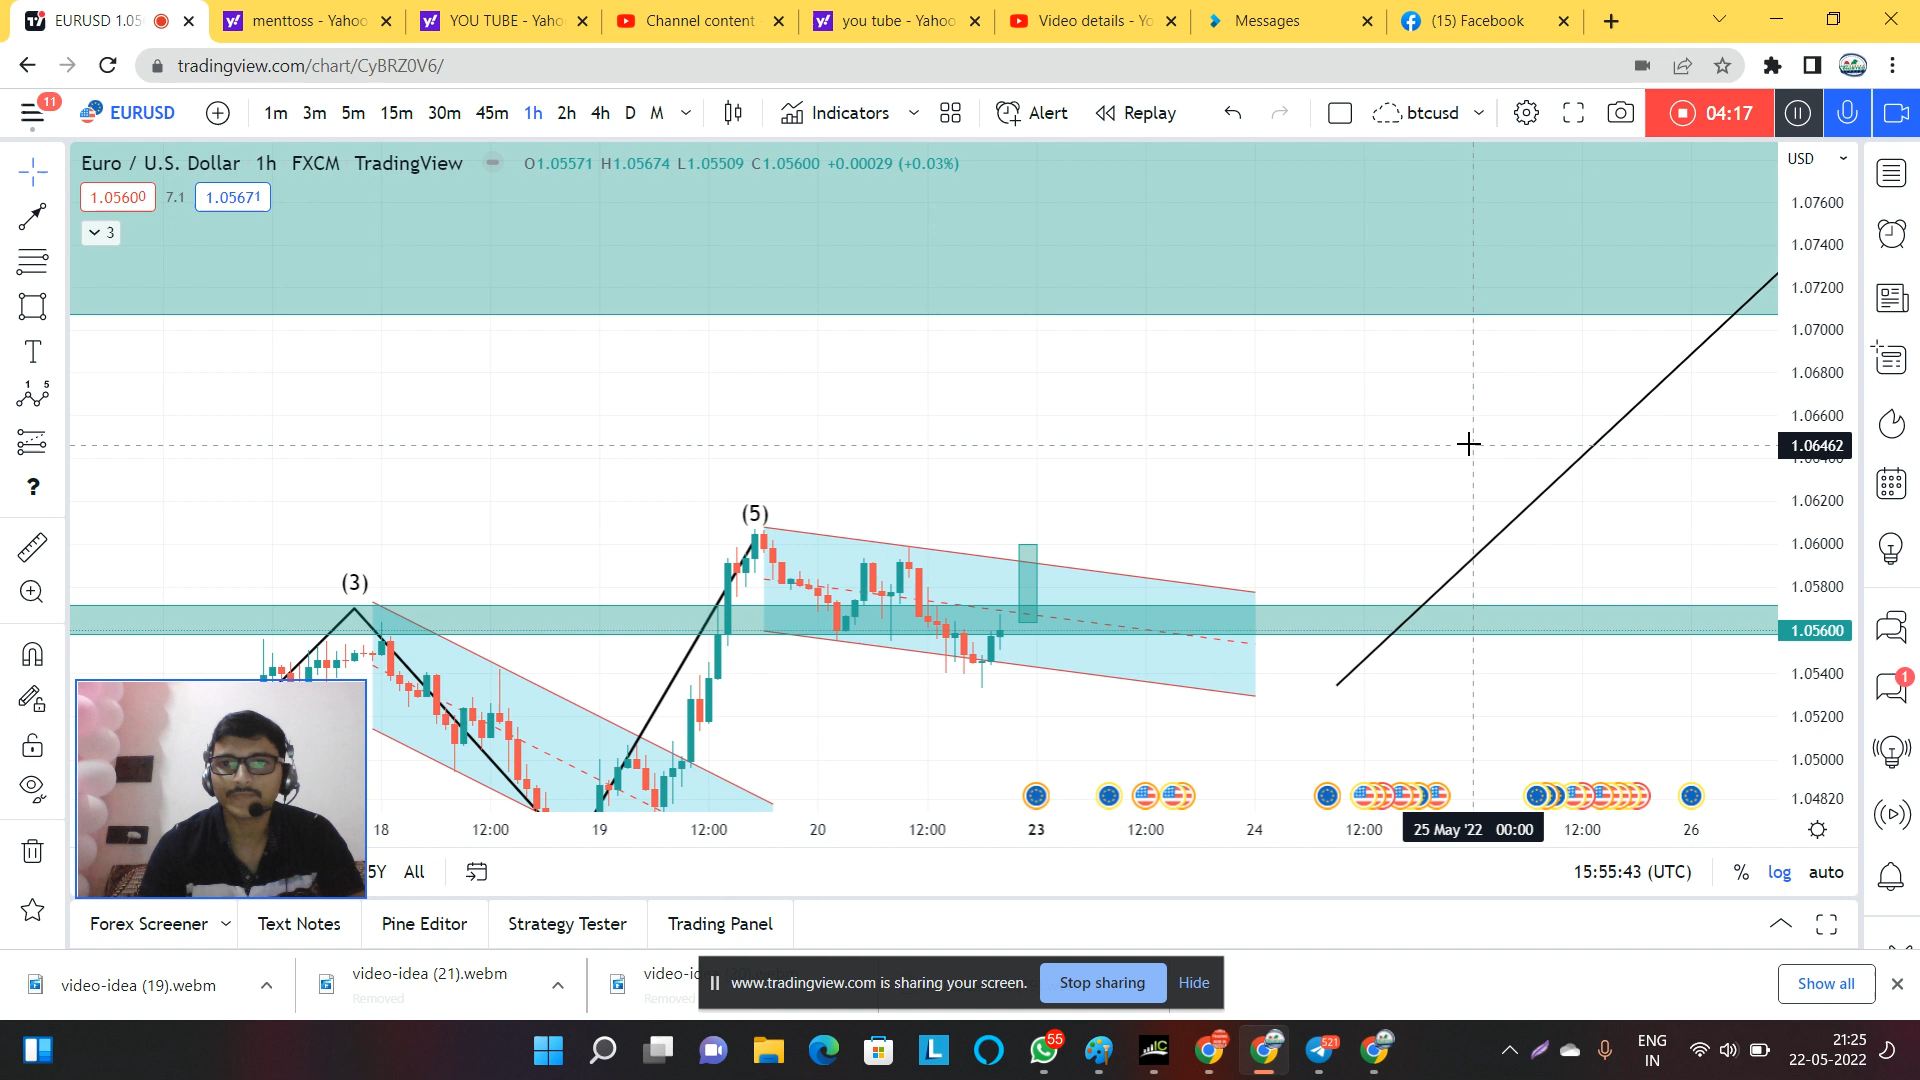 EURUSD 1.05
menttoss - Yahoo
YOU TUBE - Yaho
Channel content
you tube - Yahoo
Video details - Yo
Messages
(15) Facebook
tradingview.com/chart/CyBRZ0V6/
11
EURUSD
1m 3m 5m 15m 30m 45m 1h 2h 4h D M
Indicators
Alert
Replay
btcusd
04:17
Euro / U.S. Dollar 1h FXCM TradingView
O1.05571 H1.05674 L1.05509 C1.05600 +0.00029 (+0.03%)
USD
1.05600 7.1 1.05671
3
1.07600
1.07400
1.07200
1.07000
1.06800
1.06600
1.06462
1.06200
1.06000
1.05800
1.05600
1.05400
1.05200
1.05000
1.04820
(3)
(5)
T
1 5
?
1
18 12:00 19 12:00 20 12:00 23 12:00 24 12:00 25 May '22 00:00 12:00 26
5Y All
15:55:43 (UTC) % log auto
Forex Screener
Text Notes
Pine Editor
Strategy Tester
Trading Panel
video-idea (19).webm
video-idea (21).webm
Removed
video-id
Removed
www.tradingview.com is sharing your screen.
Stop sharing
Hide
Show all
L
55
521
ENG
IN
21:25
22-05-2022